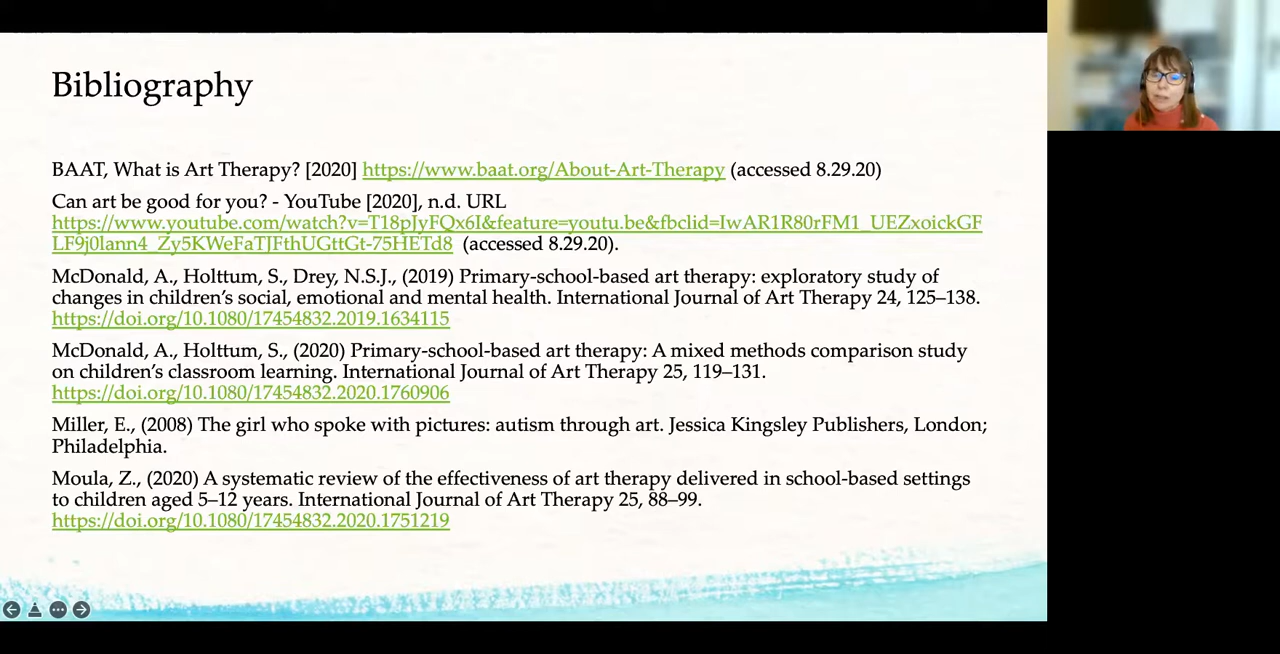 Bibliography
BAAT, What is Art Therapy? [2020] https://www.baat.org/About-Art-Therapy (accessed 8.29.20)
Can art be good for you? - YouTube [2020], n.d. URL
https://www.youtube.com/watch?v=T18pJyFQx6I&feature=youtu.be&fbclid=IwAR1R80rFM1_UEZxoickGF
LF9j0lann4_Zy5KWeFaTJFthUGttGt-75HETd8 (accessed 8.29.20).
McDonald, A., Holttum, S., Drey, N.S.J., (2019) Primary-school-based art therapy: exploratory study of
changes in children’s social, emotional and mental health. International Journal of Art Therapy 24, 125–138.
https://doi.org/10.1080/17454832.2019.1634115
McDonald, A., Holttum, S., (2020) Primary-school-based art therapy: A mixed methods comparison study
on children’s classroom learning. International Journal of Art Therapy 25, 119–131.
https://doi.org/10.1080/17454832.2020.1760906
Miller, E., (2008) The girl who spoke with pictures: autism through art. Jessica Kingsley Publishers, London;
Philadelphia.
Moula, Z., (2020) A systematic review of the effectiveness of art therapy delivered in school-based settings
to children aged 5–12 years. International Journal of Art Therapy 25, 88–99.
https://doi.org/10.1080/17454832.2020.1751219